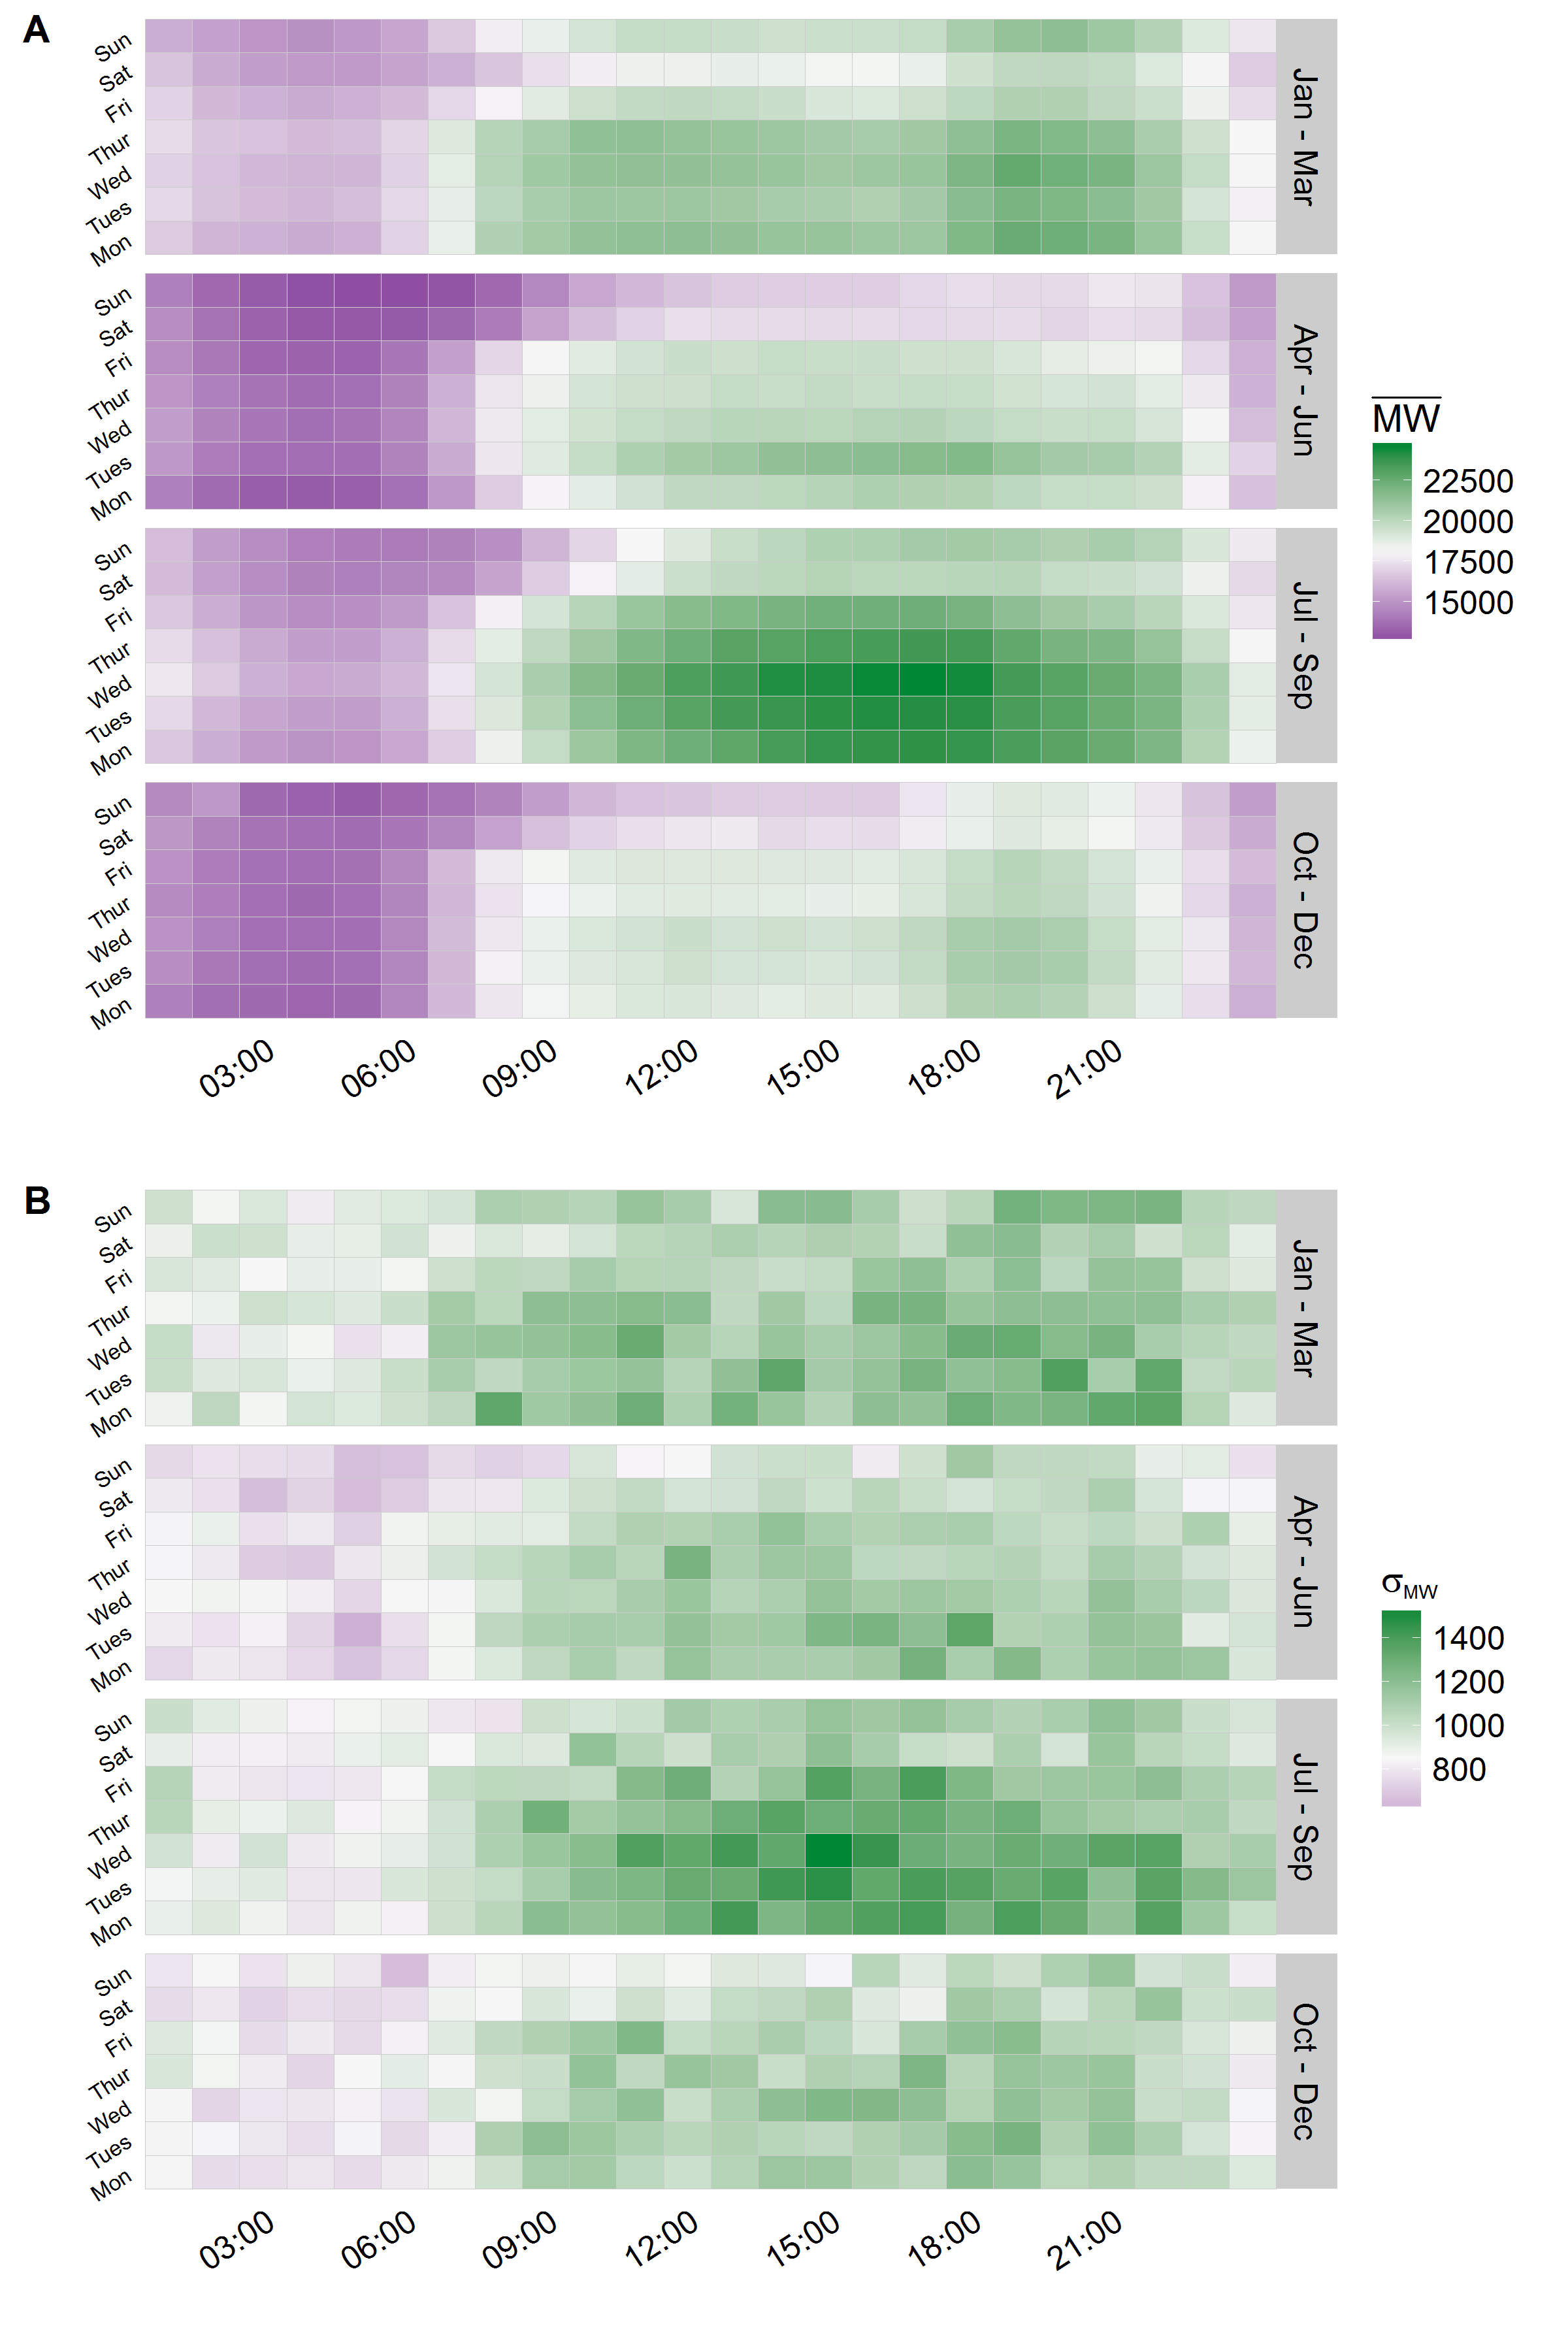 A
Sun
Sat
Fri
Thur
Wed
Tues
Mon
Jan - Mar
Sun
Sat
Fri
Thur
Wed
Tues
Mon
Apr - Jun
Sun
Sat
Fri
Thur
Wed
Tues
Mon
Jul - Sep
Sun
Sat
Fri
Thur
Wed
Tues
Mon
Oct - Dec
03:00 06:00 09:00 12:00 15:00 18:00 21:00
MW
22500
20000
17500
15000
B
Sun
Sat
Fri
Thur
Wed
Tues
Mon
Jan - Mar
Sun
Sat
Fri
Thur
Wed
Tues
Mon
Apr - Jun
Sun
Sat
Fri
Thur
Wed
Tues
Mon
Jul - Sep
Sun
Sat
Fri
Thur
Wed
Tues
Mon
Oct - Dec
03:00 06:00 09:00 12:00 15:00 18:00 21:00
σMW
1400
1200
1000
800